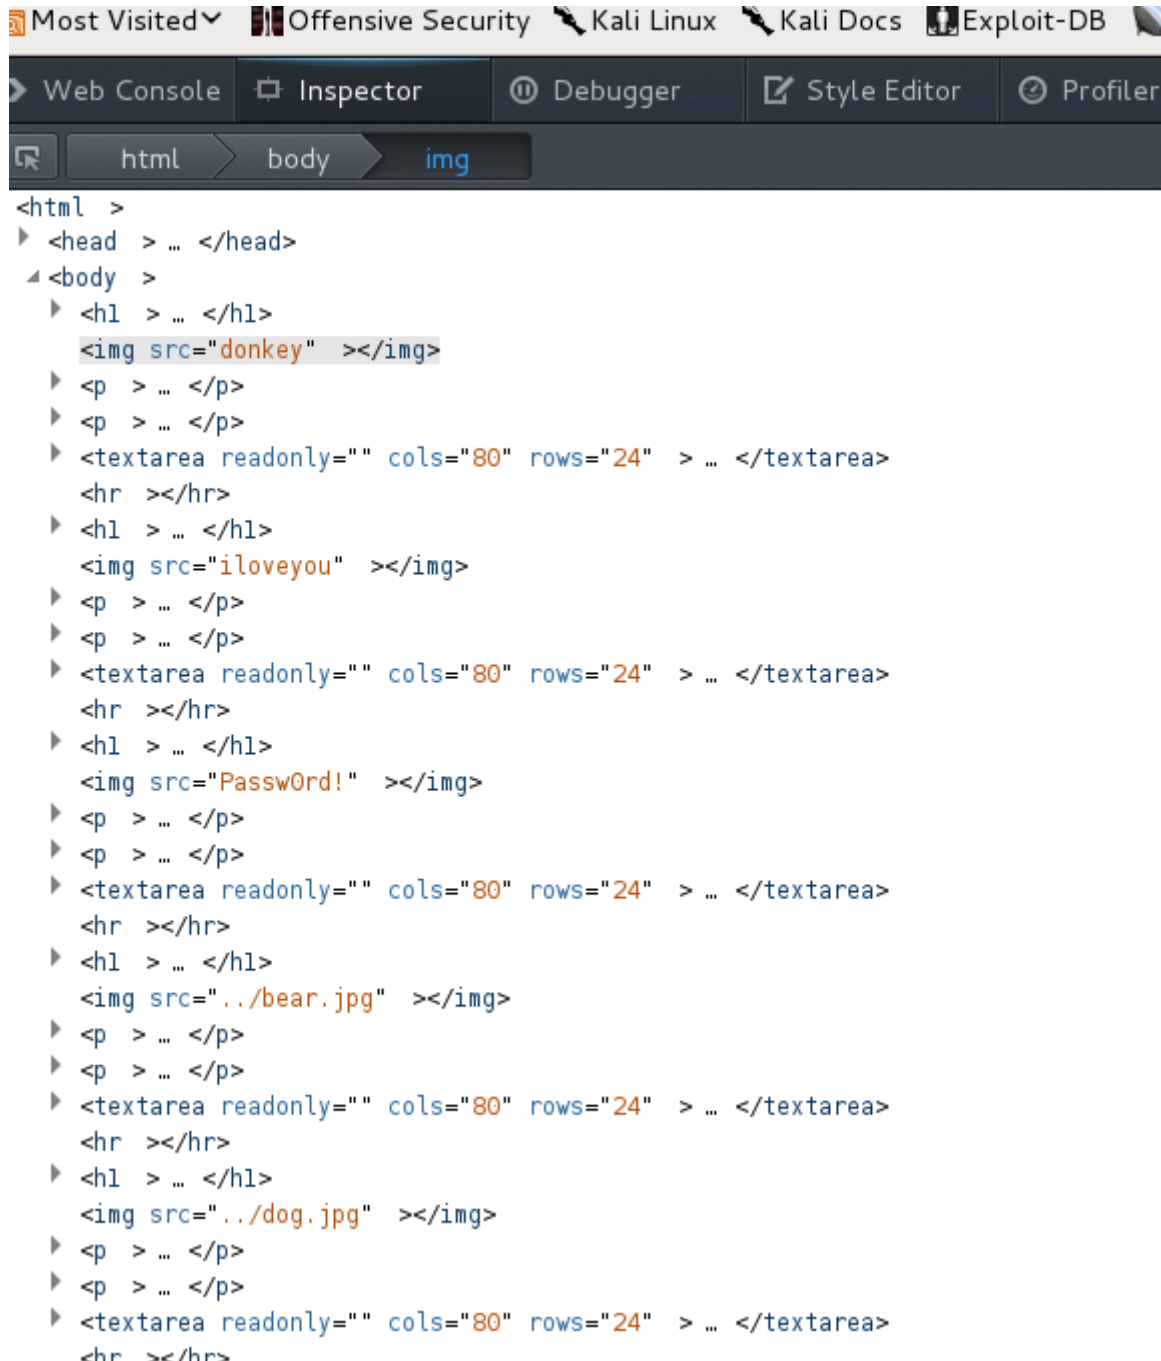 Most Visited Offensive Security Kali Linux Kali Docs Exploit-DB
Web Console Inspector Debugger Style Editor Profiler
html body img
<html >
<head > … </head>
<body >
<h1 > … </h1>
<img src="donkey" ></img>
<p > … </p>
<p > … </p>
<textarea readonly="" cols="80" rows="24" > … </textarea>
<hr ></hr>
<h1 > … </h1>
<img src="iloveyou" ></img>
<p > … </p>
<p > … </p>
<textarea readonly="" cols="80" rows="24" > … </textarea>
<hr ></hr>
<h1 > … </h1>
<img src="Passw0rd!" ></img>
<p > … </p>
<p > … </p>
<textarea readonly="" cols="80" rows="24" > … </textarea>
<hr ></hr>
<h1 > … </h1>
<img src="../bear.jpg" ></img>
<p > … </p>
<p > … </p>
<textarea readonly="" cols="80" rows="24" > … </textarea>
<hr ></hr>
<h1 > … </h1>
<img src="../dog.jpg" ></img>
<p > … </p>
<p > … </p>
<textarea readonly="" cols="80" rows="24" > … </textarea>
<hr ></hr>